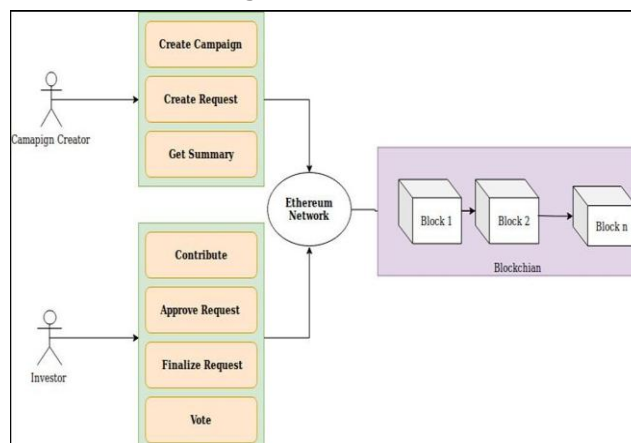 Create Campaign
Create Request
Get Summary
Camapign Creator
Ethereum
Network
Block 1
Block 2
Block n
Blockchian
Contribute
Approve Request
Finalize Request
Vote
Investor